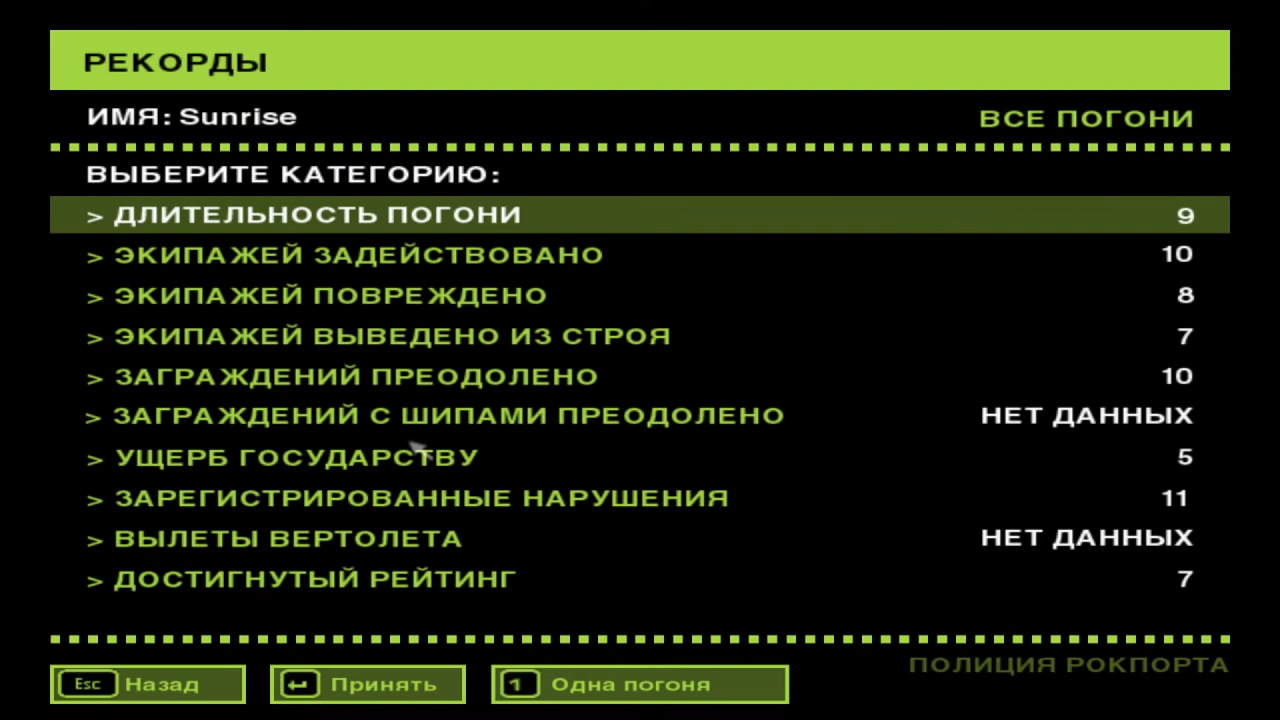 РЕКОРДЫ
ИМЯ: Sunrise ВСЕ ПОГОНИ
ВЫБЕРИТЕ КАТЕГОРИЮ:
> ДЛИТЕЛЬНОСТЬ ПОГОНИ 9
> ЭКИПАЖЕЙ ЗАДЕЙСТВОВАНО 10
> ЭКИПАЖЕЙ ПОВРЕЖДЕНО 8
> ЭКИПАЖЕЙ ВЫВЕДЕНО ИЗ СТРОЯ 7
> ЗАГРАЖДЕНИЙ ПРЕОДОЛЕНО 10
> ЗАГРАЖДЕНИЙ С ШИПАМИ ПРЕОДОЛЕНО НЕТ ДАННЫХ
> УЩЕРБ ГОСУДАРСТВУ 5
> ЗАРЕГИСТРИРОВАННЫЕ НАРУШЕНИЯ 11
> ВЫЛЕТЫ ВЕРТОЛЕТА НЕТ ДАННЫХ
> ДОСТИГНУТЫЙ РЕЙТИНГ 7
ПОЛИЦИЯ РОКПОРТА
Esc Назад ↵ Принять 1 Одна погоня